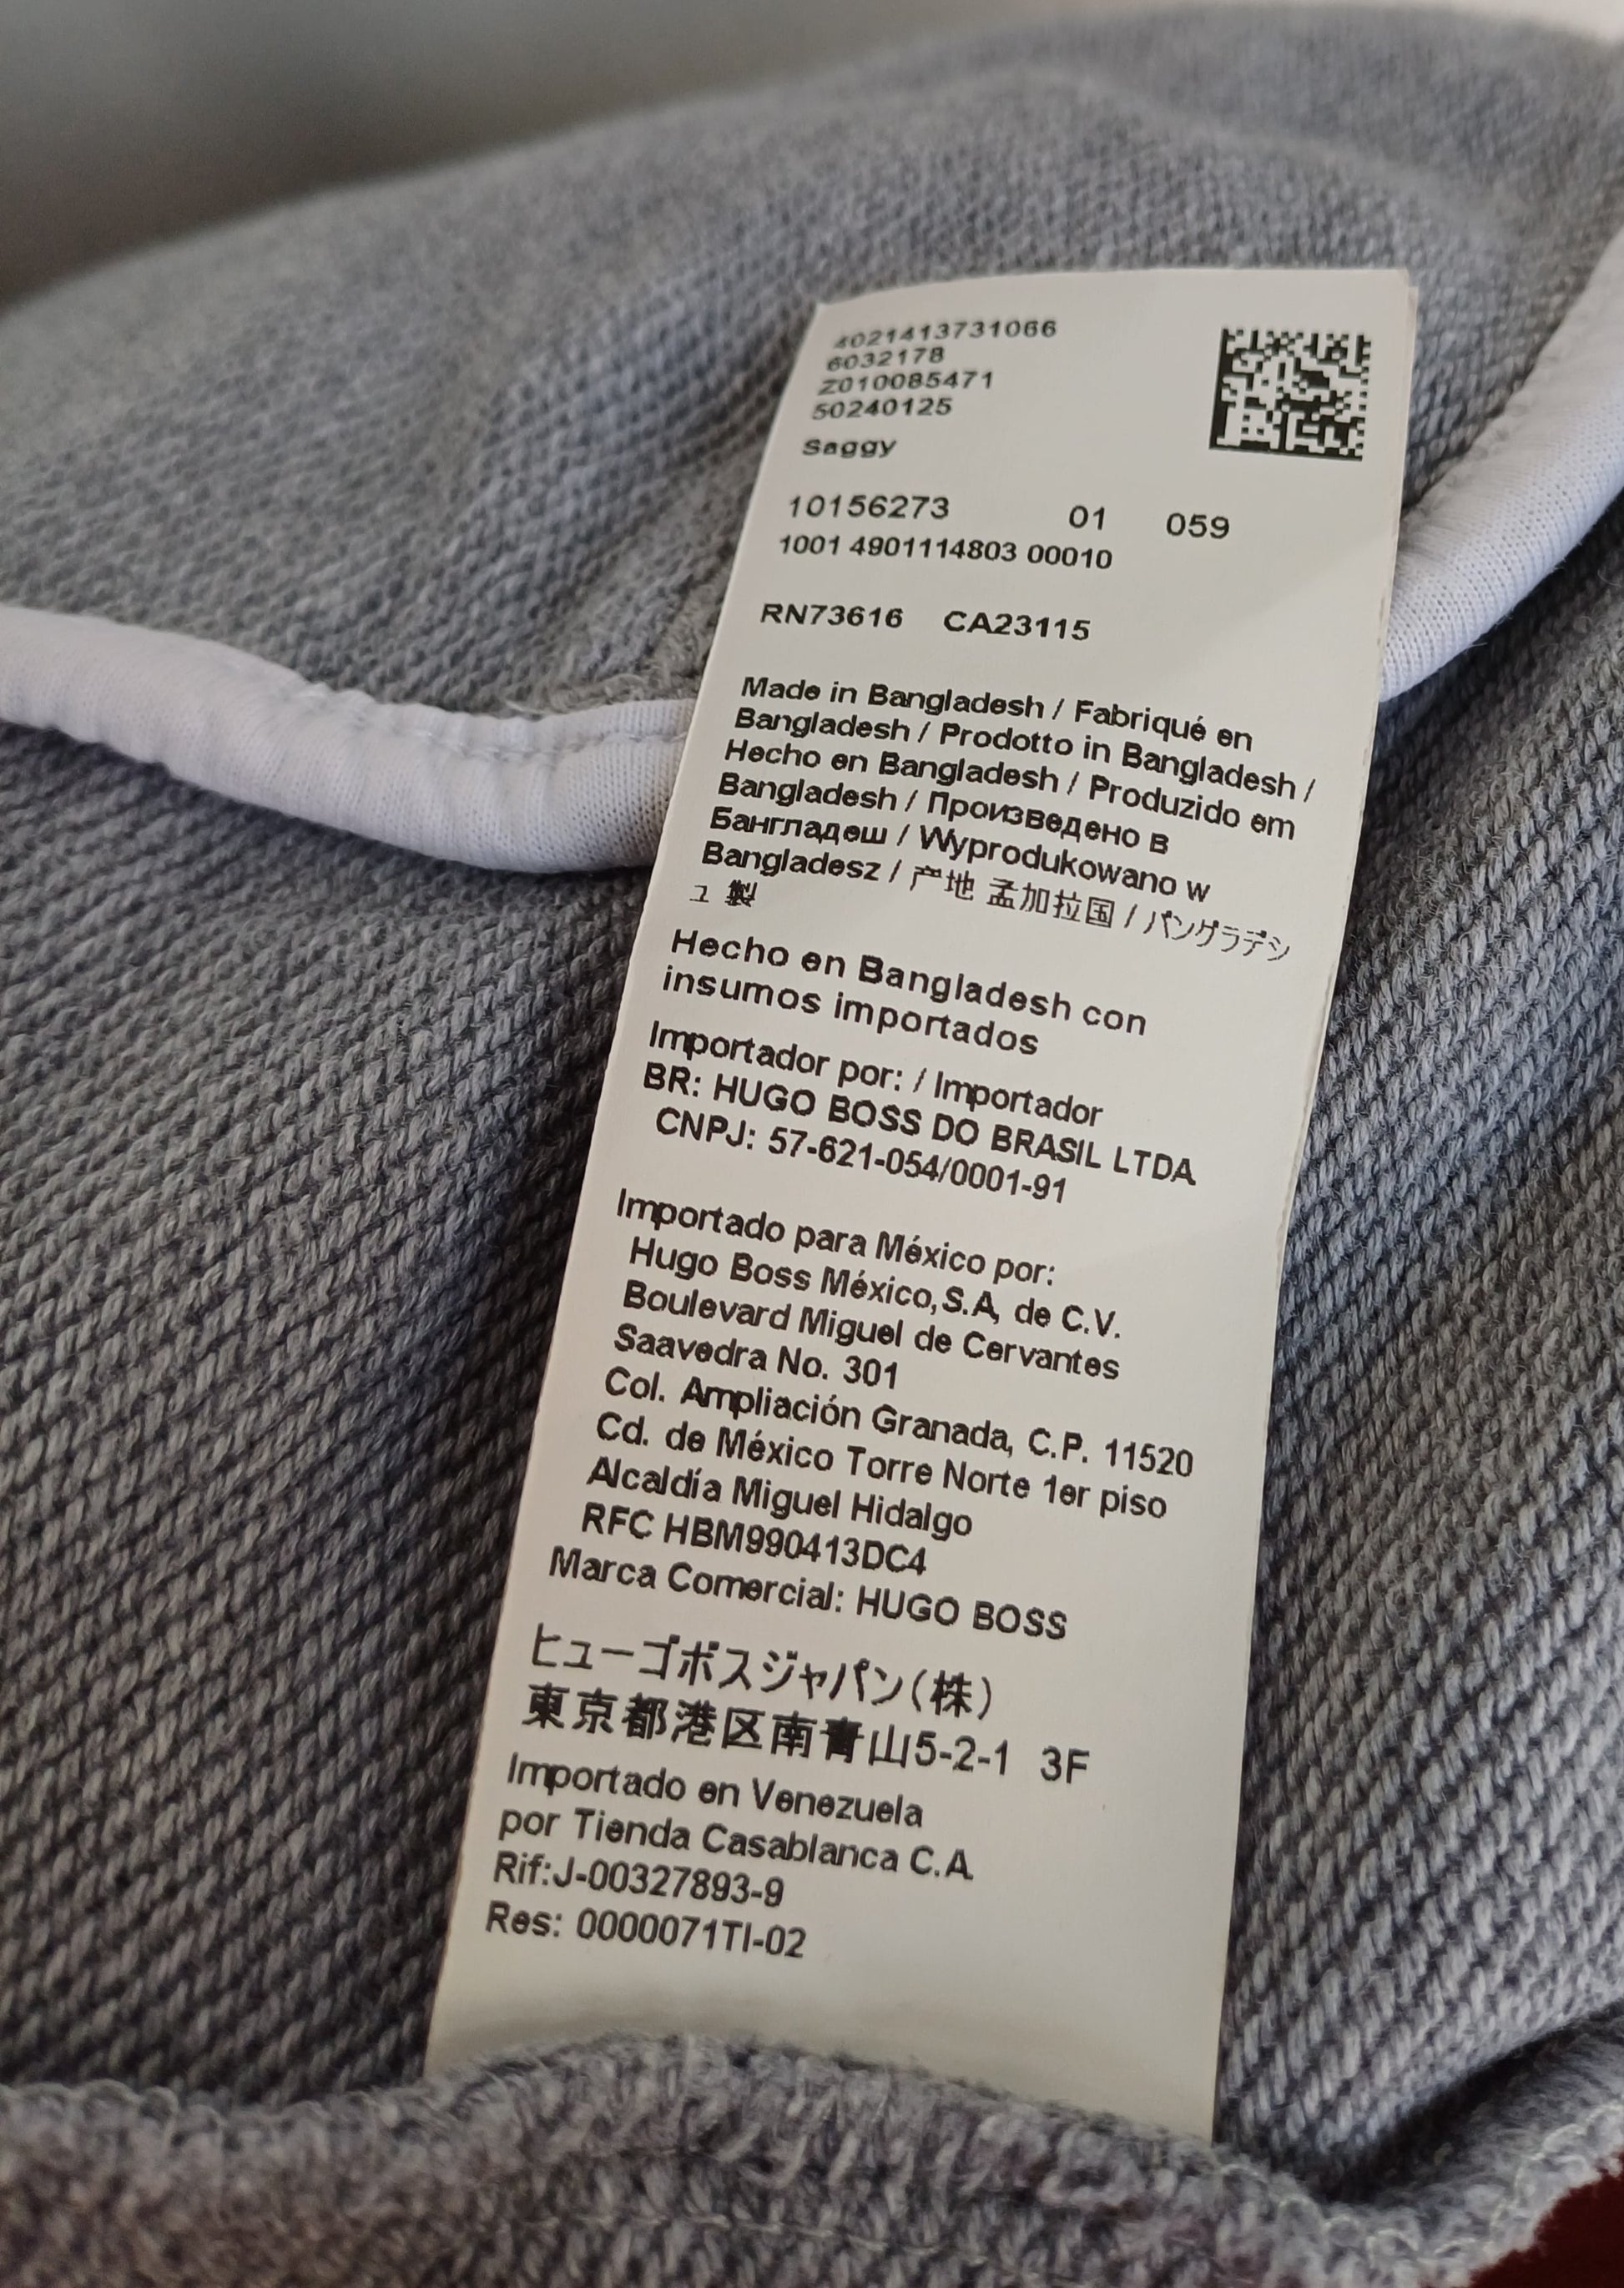 4021413731066
6032178
Z010085471
50240125
Saggy
10156273 01 059
1001 4901114803 00010
RN73616 CA23115
Made in Bangladesh / Fabriqué en
Bangladesh / Prodotto in Bangladesh /
Hecho en Bangladesh / Produzido em
Bangladesh / Произведено в
Бангладеш / Wyprodukowano w
Bangladesz / 产地 孟加拉国 / バングラデシ
ュ 製
Hecho en Bangladesh con
insumos importados
Importador por: / Importador
BR: HUGO BOSS DO BRASIL LTDA
CNPJ: 57-621-054/0001-91
Importado para México por:
Hugo Boss México,S.A, de C.V.
Boulevard Miguel de Cervantes
Saavedra No. 301
Col. Ampliación Granada, C.P. 11520
Cd. de México Torre Norte 1er piso
Alcaldía Miguel Hidalgo
RFC HBM990413DC4
Marca Comercial: HUGO BOSS
ヒューゴボスジャパン(株)
東京都港区南青山5-2-1 3F
Importado en Venezuela
por Tienda Casablanca C.A
Rif:J-00327893-9
Res: 0000071TI-02